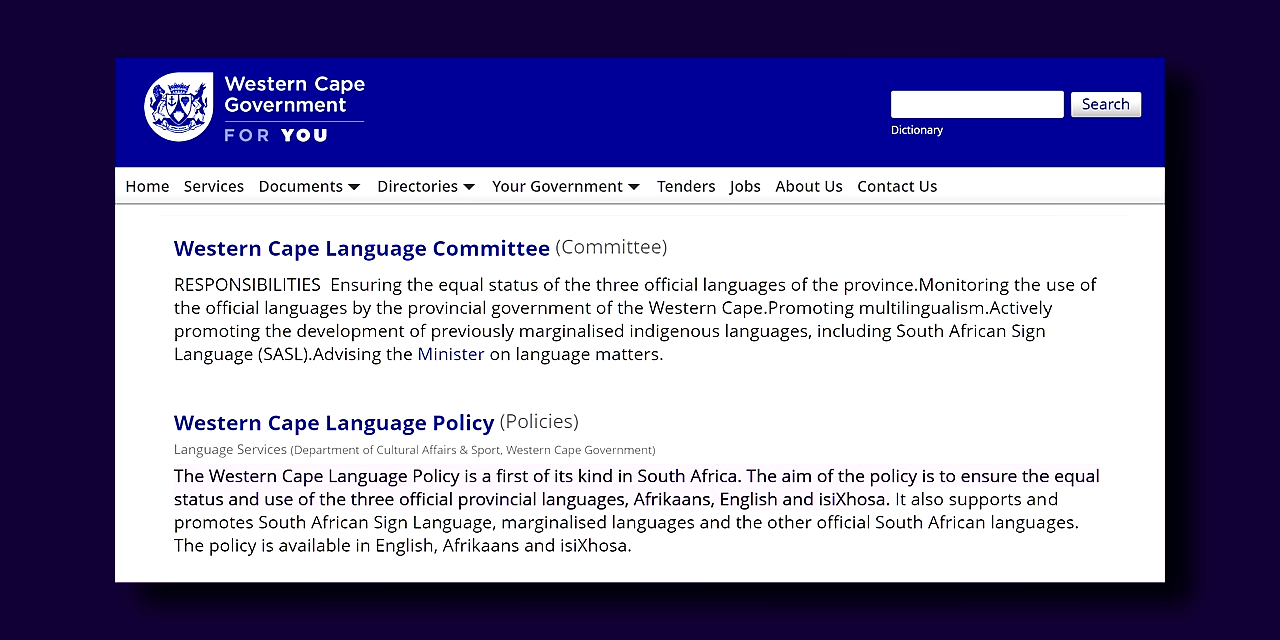 Western Cape
Government
FOR YOU
Search
Dictionary
Home Services Documents Directories Your Government Tenders Jobs About Us Contact Us
Western Cape Language Committee (Committee)
RESPONSIBILITIES  Ensuring the equal status of the three official languages of the province.Monitoring the use of
the official languages by the provincial government of the Western Cape.Promoting multilingualism.Actively
promoting the development of previously marginalised indigenous languages, including South African Sign
Language (SASL).Advising the Minister on language matters.
Western Cape Language Policy (Policies)
Language Services (Department of Cultural Affairs & Sport, Western Cape Government)
The Western Cape Language Policy is a first of its kind in South Africa. The aim of the policy is to ensure the equal
status and use of the three official provincial languages, Afrikaans, English and isiXhosa. It also supports and
promotes South African Sign Language, marginalised languages and the other official South African languages.
The policy is available in English, Afrikaans and isiXhosa.